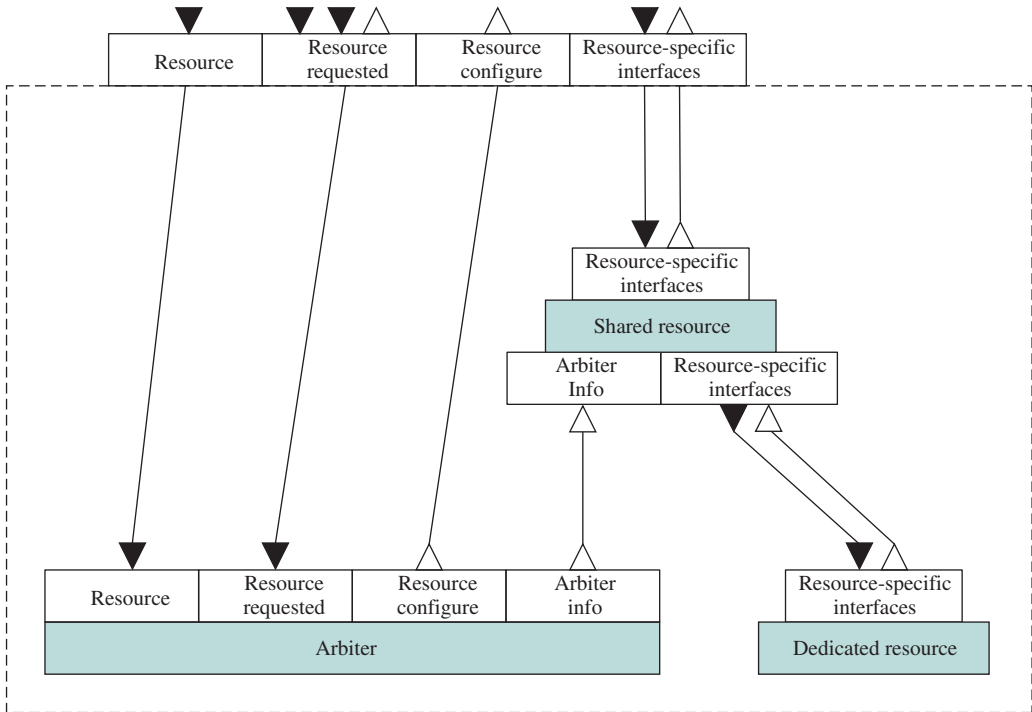 Resource
Resource
requested
Resource
configure
Resource-specific
interfaces
Resource-specific
interfaces
Shared resource
Arbiter
Info
Resource-specific
interfaces
Resource
Resource
requested
Resource
configure
Arbiter
info
Resource-specific
interfaces
Arbiter
Dedicated resource